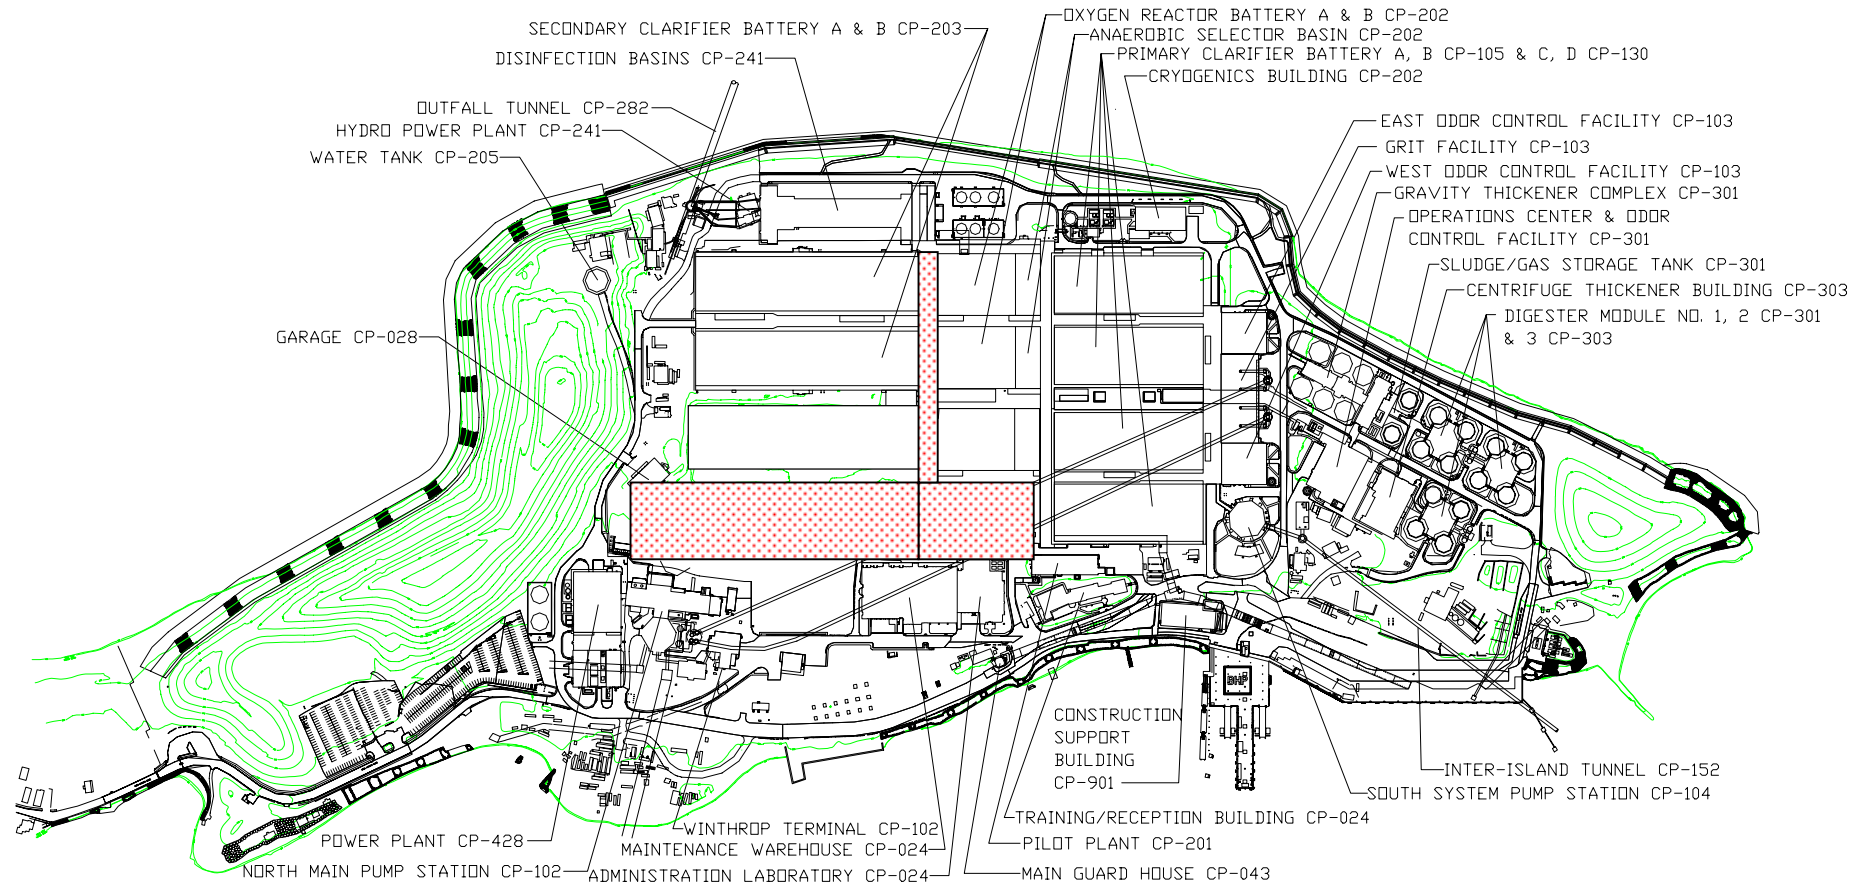 SECONDARY CLARIFIER BATTERY A & B CP-203
DISINFECTION BASINS CP-241
OUTFALL TUNNEL CP-282
HYDRO POWER PLANT CP-241
WATER TANK CP-205
GARAGE CP-028
OXYGEN REACTOR BATTERY A & B CP-202
ANAEROBIC SELECTOR BASIN CP-202
PRIMARY CLARIFIER BATTERY A, B CP-105 & C, D CP-130
CRYOGENICS BUILDING CP-202
EAST ODOR CONTROL FACILITY CP-103
GRIT FACILITY CP-103
WEST ODOR CONTROL FACILITY CP-103
GRAVITY THICKENER COMPLEX CP-301
OPERATIONS CENTER & ODOR
CONTROL FACILITY CP-301
SLUDGE/GAS STORAGE TANK CP-301
CENTRIFUGE THICKENER BUILDING CP-303
DIGESTER MODULE NO. 1, 2 CP-301
& 3 CP-303
BHP
CONSTRUCTION
SUPPORT
BUILDING
CP-901
INTER-ISLAND TUNNEL CP-152
SOUTH SYSTEM PUMP STATION CP-104
TRAINING/RECEPTION BUILDING CP-024
PILOT PLANT CP-201
MAIN GUARD HOUSE CP-043
WINTHROP TERMINAL CP-102
MAINTENANCE WAREHOUSE CP-024
ADMINISTRATION LABORATORY CP-024
POWER PLANT CP-428
NORTH MAIN PUMP STATION CP-102